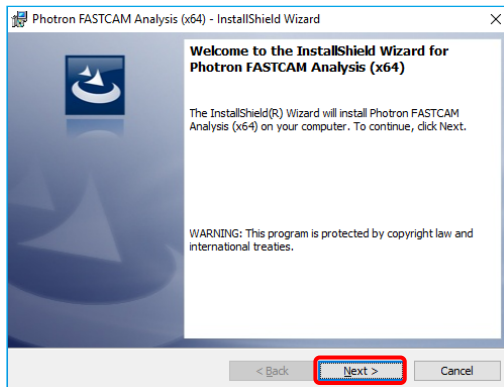 Photron FASTCAM Analysis (x64) - InstallShield Wizard
Welcome to the InstallShield Wizard for
Photron FASTCAM Analysis (x64)
The InstallShield(R) Wizard will install Photron FASTCAM
Analysis (x64) on your computer. To continue, click Next.
WARNING: This program is protected by copyright law and
international treaties.
< Back Next > Cancel